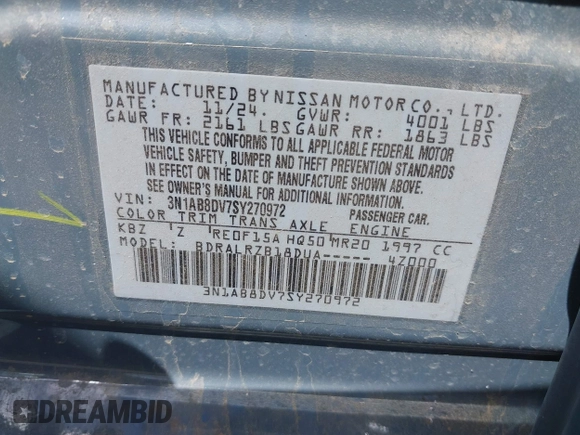 MANUFACTURED BY NISSAN MOTOR CO., LTD.
DATE: 11/24 GVWR: 4001 LBS
GAWR FR: 2161 LBS GAWR RR: 1863 LBS
THIS VEHICLE CONFORMS TO ALL APPLICABLE FEDERAL MOTOR
VEHICLE SAFETY, BUMPER AND THEFT PREVENTION STANDARDS
IN EFFECT ON THE DATE OF MANUFACTURE SHOWN ABOVE.
SEE OWNER'S MANUAL FOR ADDITIONAL INFORMATION.
VIN: 3N1AB8DV7SY270972 PASSENGER CAR.
COLOR TRIM TRANS AXLE ENGINE
KBZ Z RE0F15A HQ50 MR20 1997 CC
MODEL: BDRALRZB18DUA----- 4Z000
3N1AB8DV7SY270972
DREAMBID